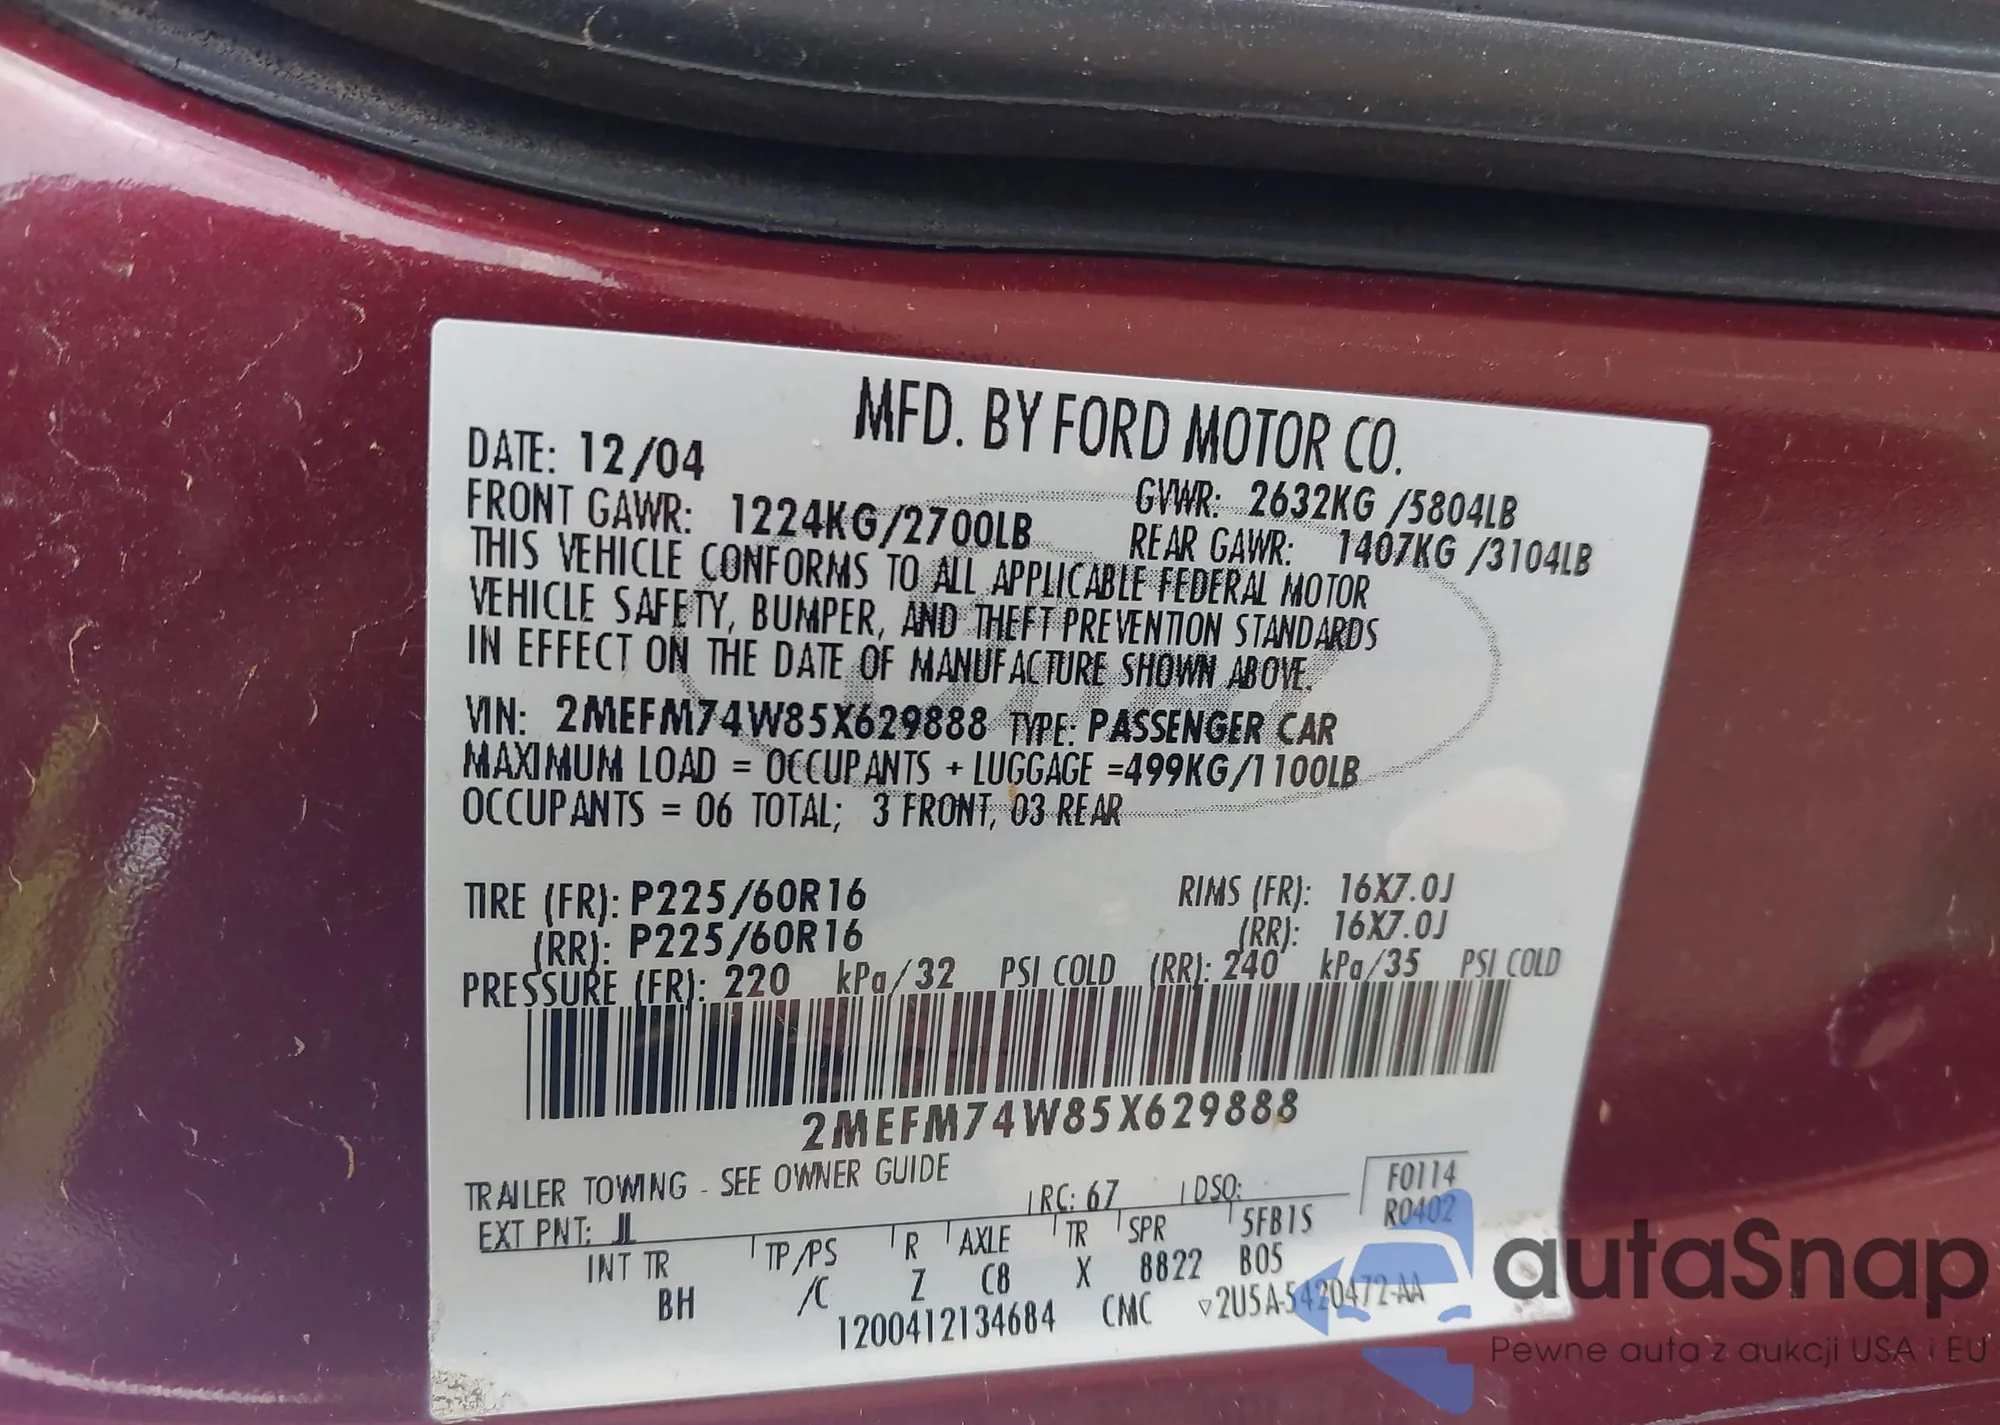 MFD. BY FORD MOTOR CO.
DATE: 12/04
GVWR: 2632KG /5804LB
FRONT GAWR: 1224KG/2700LB
REAR GAWR: 1407KG /3104LB
THIS VEHICLE CONFORMS TO ALL APPLICABLE FEDERAL MOTOR
VEHICLE SAFETY, BUMPER, AND THEFT PREVENTION STANDARDS
IN EFFECT ON THE DATE OF MANUFACTURE SHOWN ABOVE.
VIN: 2MEFM74W85X629888 TYPE: PASSENGER CAR
MAXIMUM LOAD = OCCUPANTS + LUGGAGE =499KG/1100LB
OCCUPANTS = 06 TOTAL; 3 FRONT, 03 REAR
TIRE (FR): P225/60R16 RIMS (FR): 16X7.0J
(RR): P225/60R16 (RR): 16X7.0J
PRESSURE (FR): 220 kPa/32 PSI COLD (RR): 240 kPa/35 PSI COLD
2MEFM74W85X629888
TRAILER TOWING - SEE OWNER GUIDE
EXT PNT: JL RC: 67 DSO: F0114
R0402
INT TR TP/PS R AXLE TR SPR 5FB1S
BH /C Z C8 X 8822 B05
1200412134684 CMC ▽2U5A-5420472-AA
autaSnap
Pewne auta z aukcji USA i EU